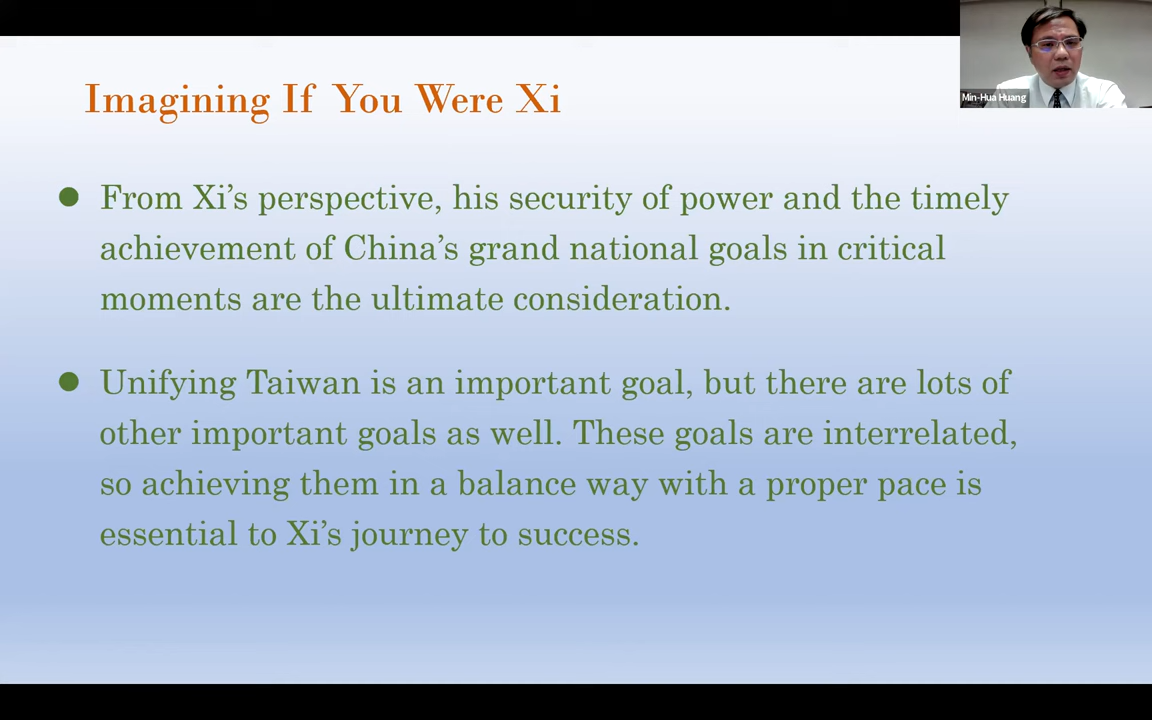 Imagining If You Were Xi
Min-Hua Huang
● From Xi’s perspective, his security of power and the timely
achievement of China’s grand national goals in critical
moments are the ultimate consideration.
● Unifying Taiwan is an important goal, but there are lots of
other important goals as well. These goals are interrelated,
so achieving them in a balance way with a proper pace is
essential to Xi’s journey to success.